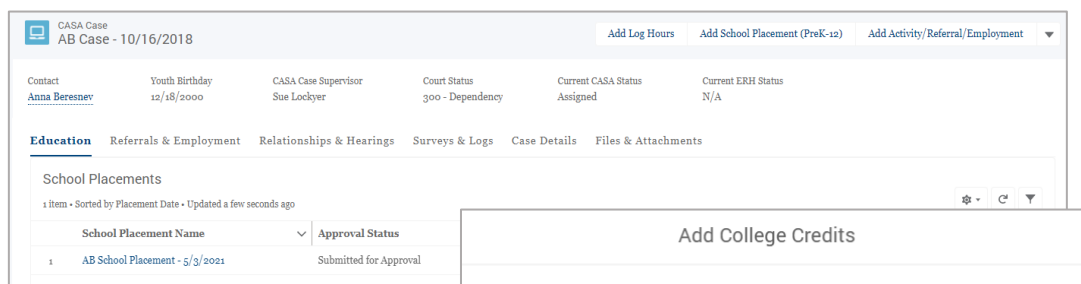 CASA Case
AB Case - 10/16/2018
Add Log Hours Add School Placement (PreK-12) Add Activity/Referral/Employment
Contact Youth Birthday CASA Case Supervisor Court Status Current CASA Status Current ERH Status
Anna Beresnev 12/18/2000 Sue Lockyer 300 - Dependency Assigned N/A
Education Referrals & Employment Relationships & Hearings Surveys & Logs Case Details Files & Attachments
School Placements
1 item • Sorted by Placement Date • Updated a few seconds ago
School Placement Name Approval Status
1 AB School Placement - 5/3/2021 Submitted for Approval
Add College Credits